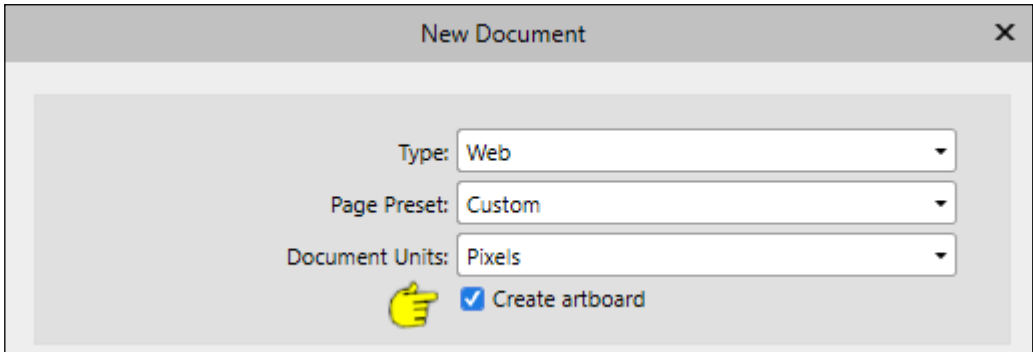 New Document
Type: Web
Page Preset: Custom
Document Units: Pixels
Create artboard